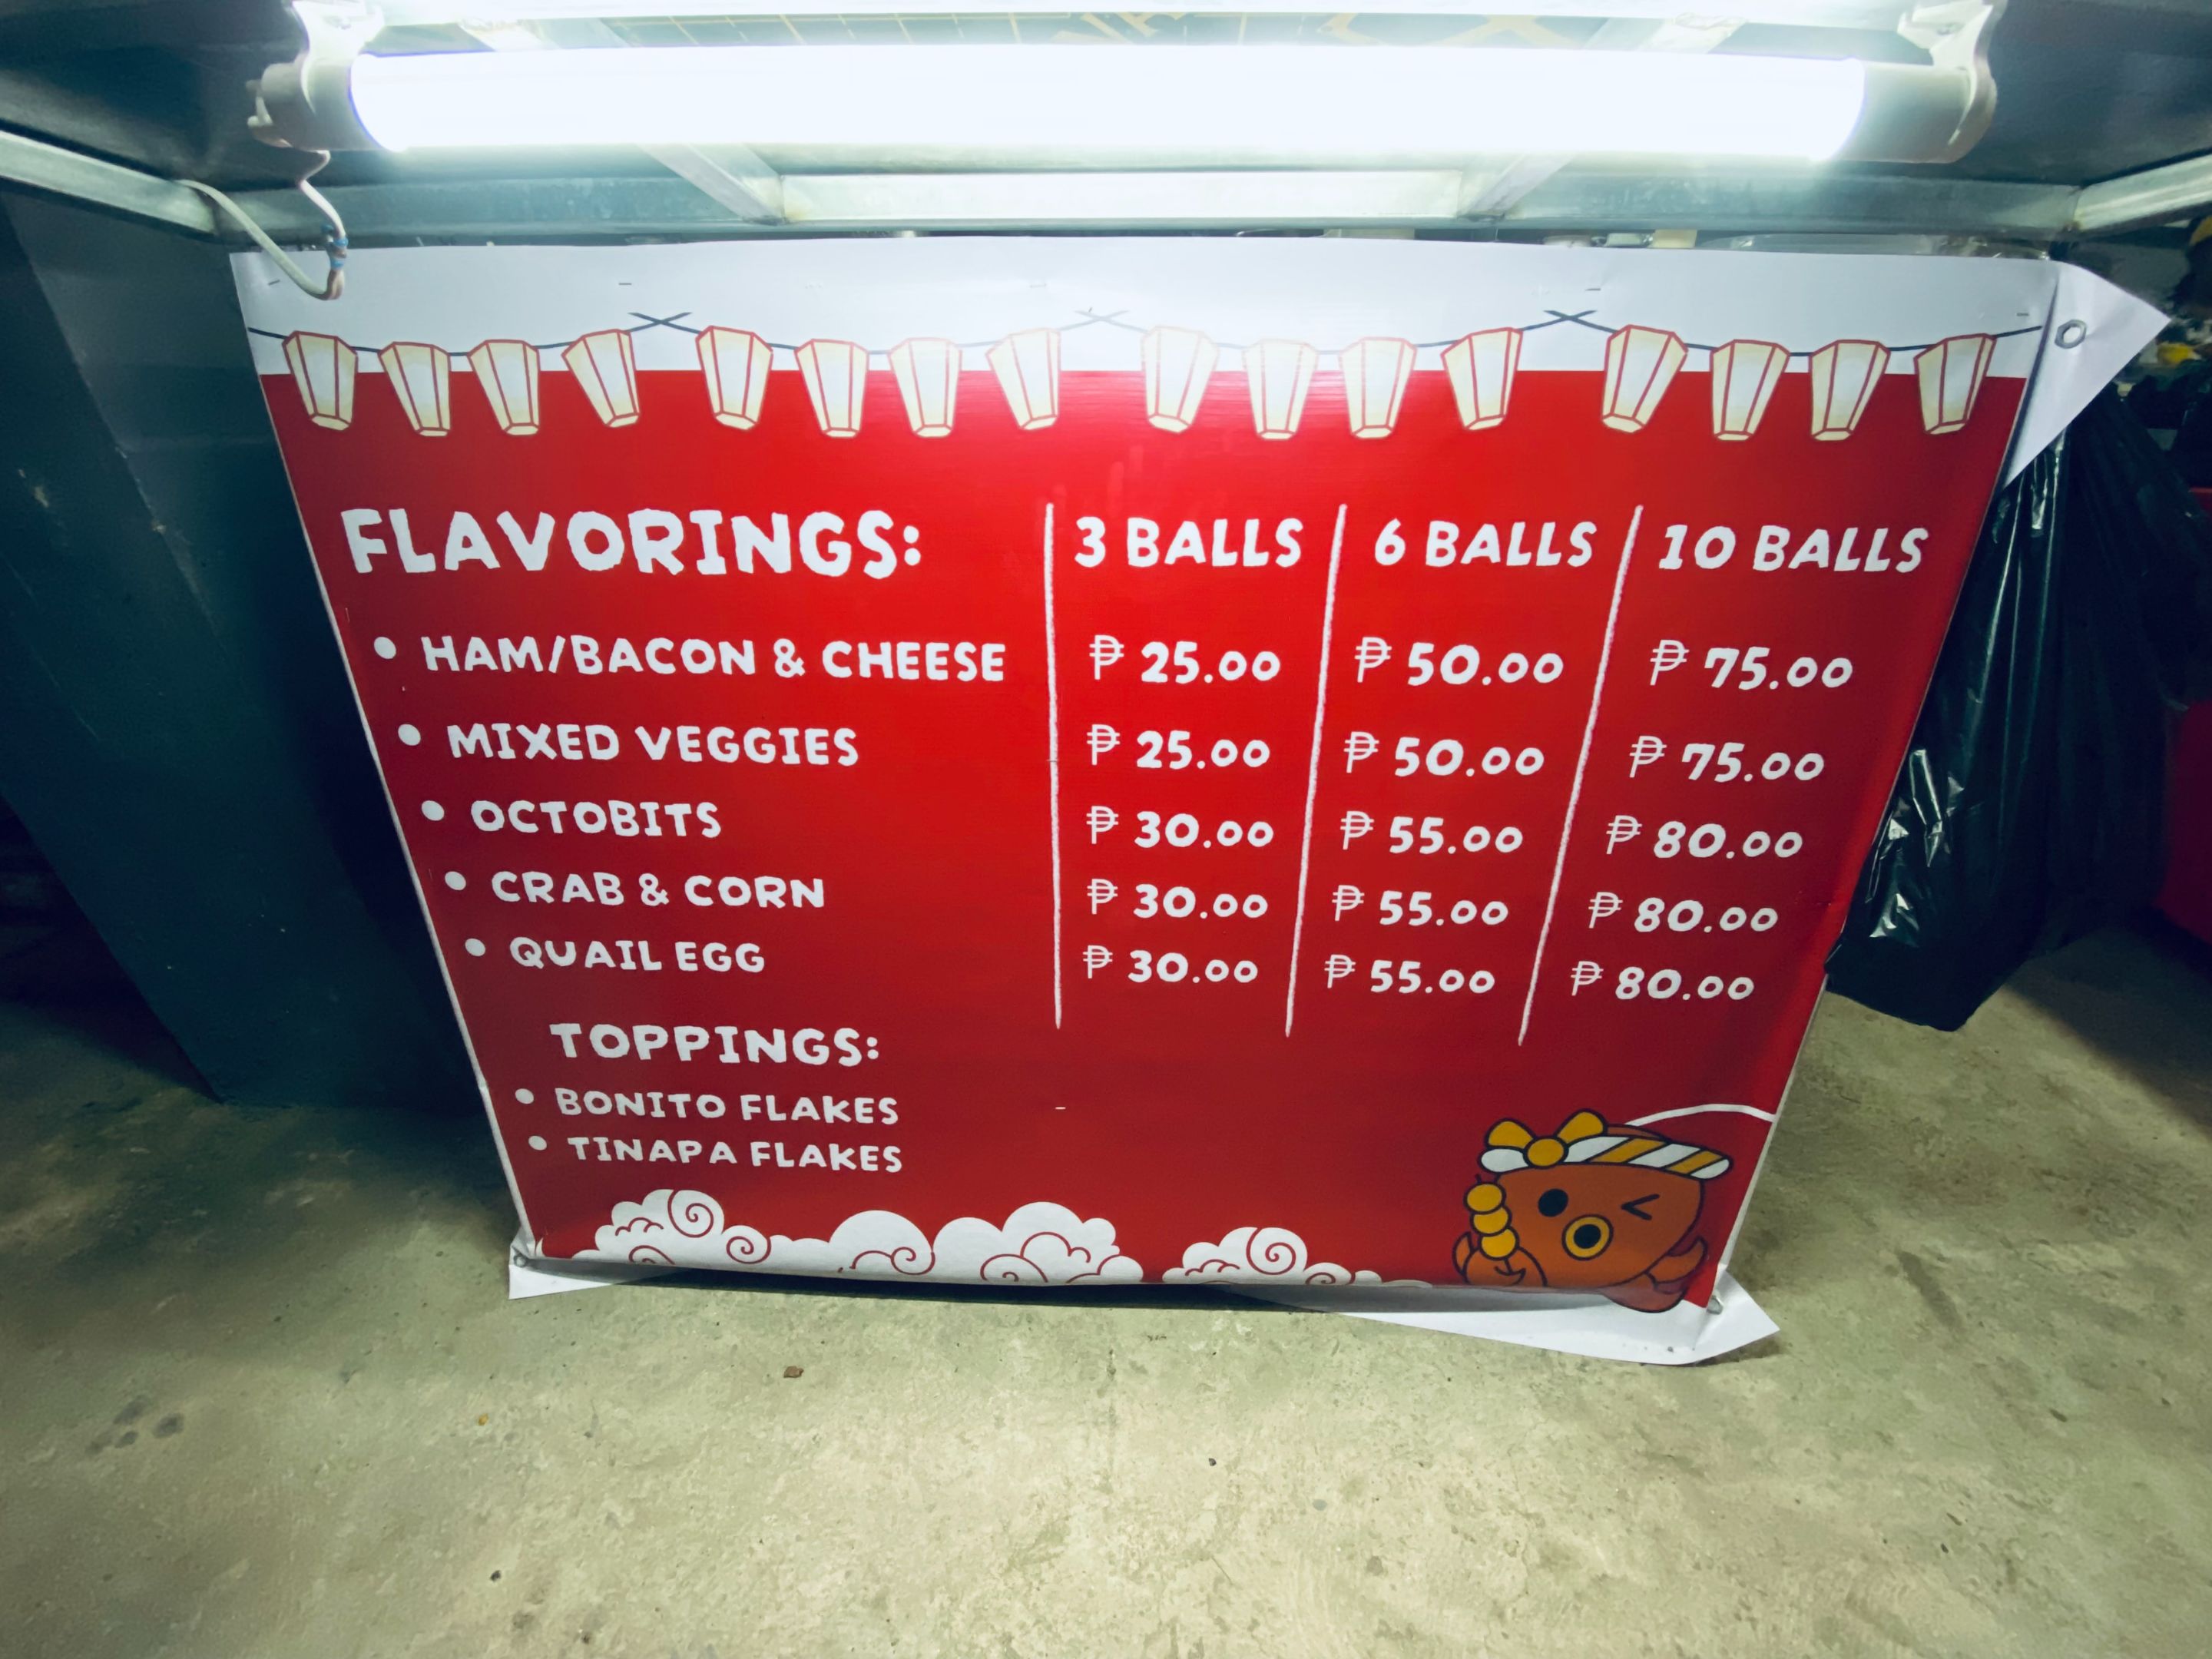 FLAVORINGS: 3 BALLS 6 BALLS 10 BALLS
• HAM/BACON & CHEESE ₱ 25.00 ₱ 50.00 ₱ 75.00
• MIXED VEGGIES ₱ 25.00 ₱ 50.00 ₱ 75.00
• OCTOBITS ₱ 30.00 ₱ 55.00 ₱ 80.00
• CRAB & CORN ₱ 30.00 ₱ 55.00 ₱ 80.00
• QUAIL EGG ₱ 30.00 ₱ 55.00 ₱ 80.00
TOPPINGS:
• BONITO FLAKES
• TINAPA FLAKES